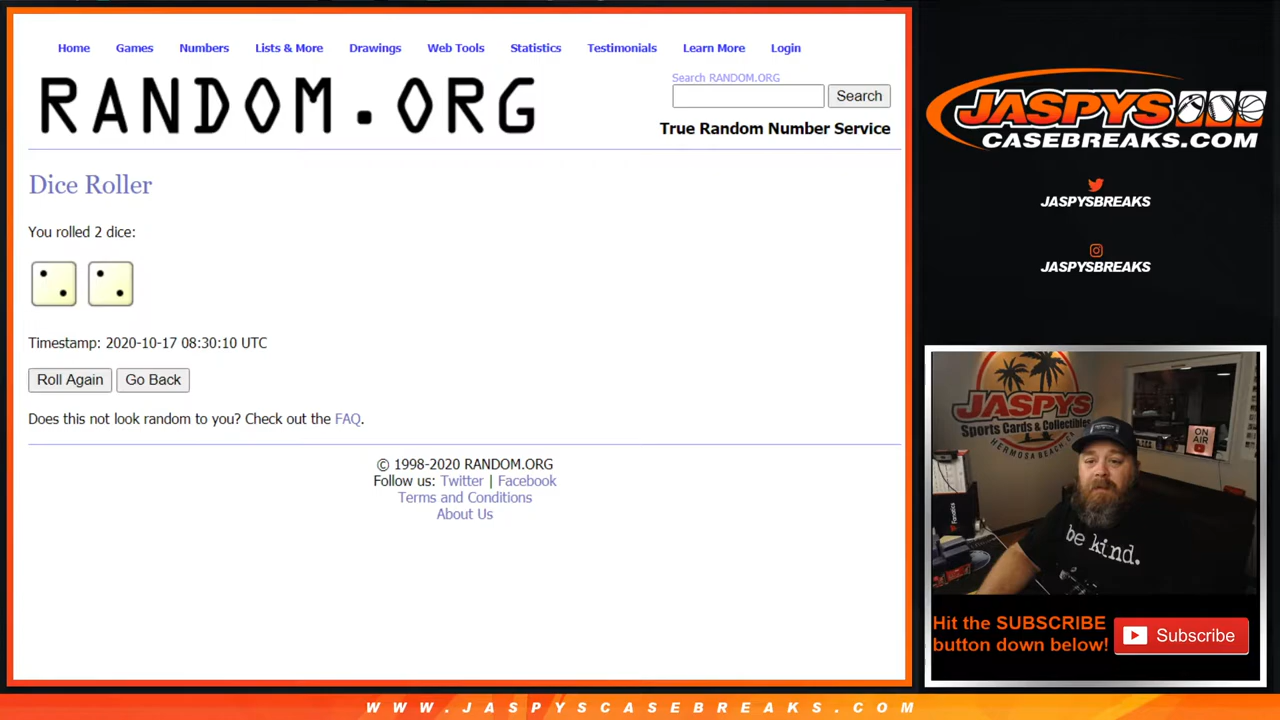 Home Games Numbers Lists & More Drawings Web Tools Statistics Testimonials Learn More Login
RANDOM.ORG
Search RANDOM.ORG
Search
True Random Number Service
Dice Roller
You rolled 2 dice:
Timestamp: 2020-10-17 08:30:10 UTC
Roll Again Go Back
Does this not look random to you? Check out the FAQ.
© 1998-2020 RANDOM.ORG
Follow us: Twitter | Facebook
Terms and Conditions
About Us
JASPYS
CASEBREAKS.COM
JASPYSBREAKS
JASPYSBREAKS
JASPYS
Sports Cards & Collectibles
HERMOSA BEACH CA
ON
AIR
Fanatics
be kind.
Hit the SUBSCRIBE
button down below!
Subscribe
WWW.JASPYSCASEBREAKS.COM